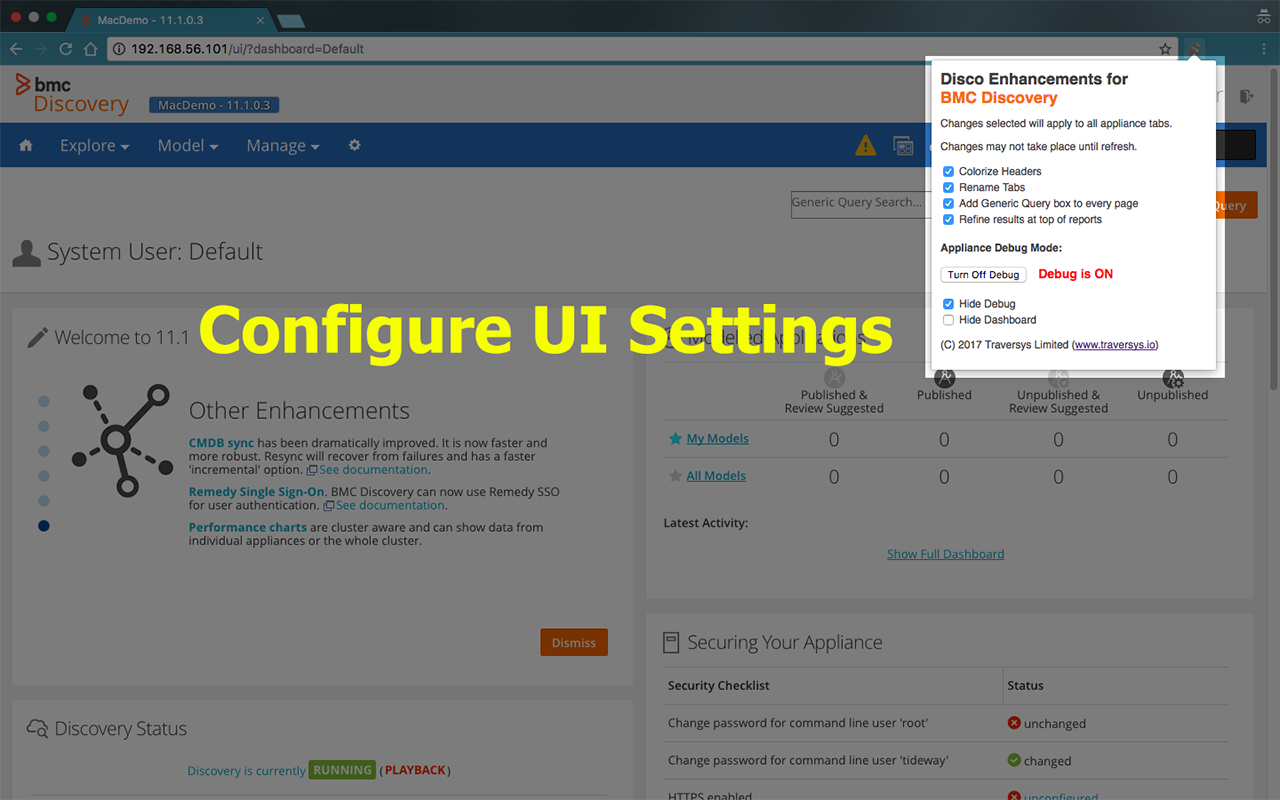 MacDemo - 11.1.0.3
192.168.56.101/ui/?dashboard=Default
bmc
Discovery
MacDemo - 11.1.0.3
Explore
Model
Manage
Generic Query Search...
Query
System User: Default
Disco Enhancements for
BMC Discovery
Changes selected will apply to all appliance tabs.
Changes may not take place until refresh.
Colorize Headers
Rename Tabs
Add Generic Query box to every page
Refine results at top of reports
Appliance Debug Mode:
Turn Off Debug
Debug is ON
Hide Debug
Hide Dashboard
(C) 2017 Traversys Limited (www.traversys.io)
Configure UI Settings
Welcome to 11.1
Other Enhancements
CMDB sync has been dramatically improved. It is now faster and
more robust. Resync will recover from failures and has a faster
'incremental' option. See documentation.
Remedy Single Sign-On. BMC Discovery can now use Remedy SSO
for user authentication. See documentation.
Performance charts are cluster aware and can show data from
individual appliances or the whole cluster.
Dismiss
Modelled Applications
Published &
Review Suggested
Published
Unpublished &
Review Suggested
Unpublished
My Models 0 0 0 0
All Models 0 0 0 0
Latest Activity:
Show Full Dashboard
Securing Your Appliance
Security Checklist Status
Change password for command line user 'root' unchanged
Change password for command line user 'tideway' changed
HTTPS enabled unconfigured
Discovery Status
Discovery is currently RUNNING (PLAYBACK)